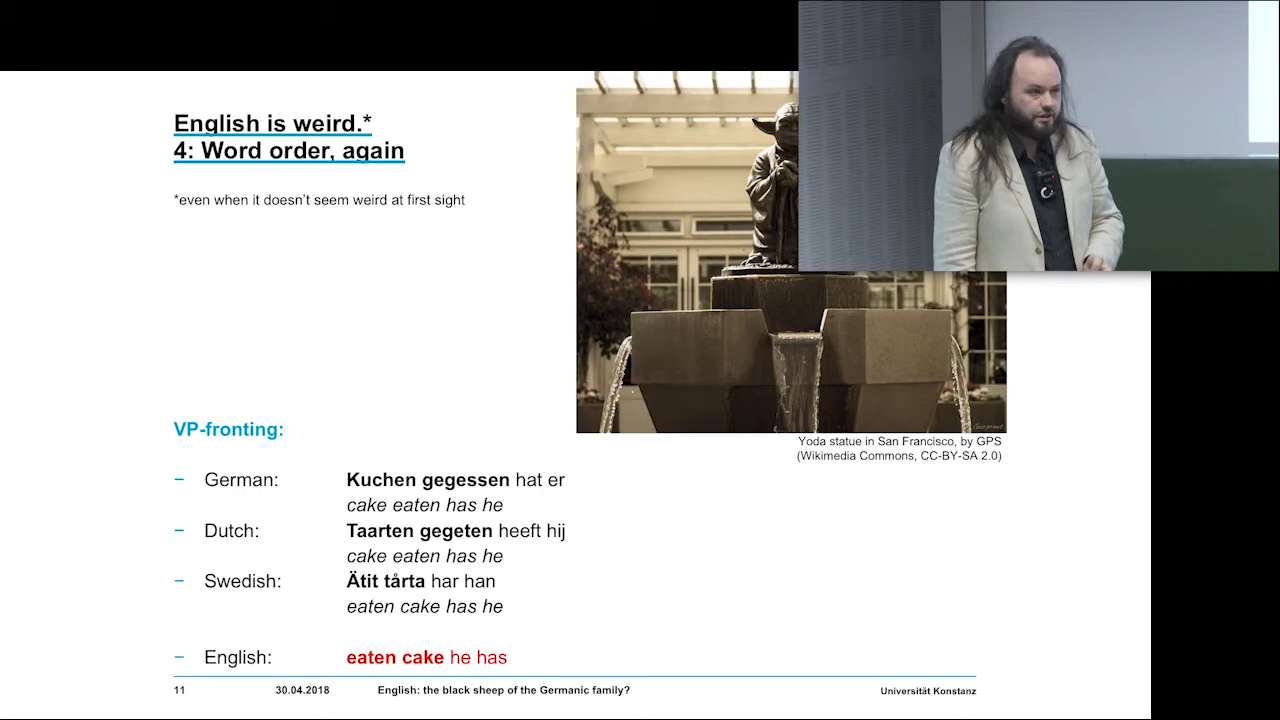 English is weird.*
4: Word order, again
*even when it doesn't seem weird at first sight
Yoda statue in San Francisco, by GPS
(Wikimedia Commons, CC-BY-SA 2.0)
VP-fronting:
– German: Kuchen gegessen hat er
cake eaten has he
– Dutch: Taarten gegeten heeft hij
cake eaten has he
– Swedish: Ätit tårta har han
eaten cake has he
– English: eaten cake he has
11 30.04.2018 English: the black sheep of the Germanic family? Universität Konstanz